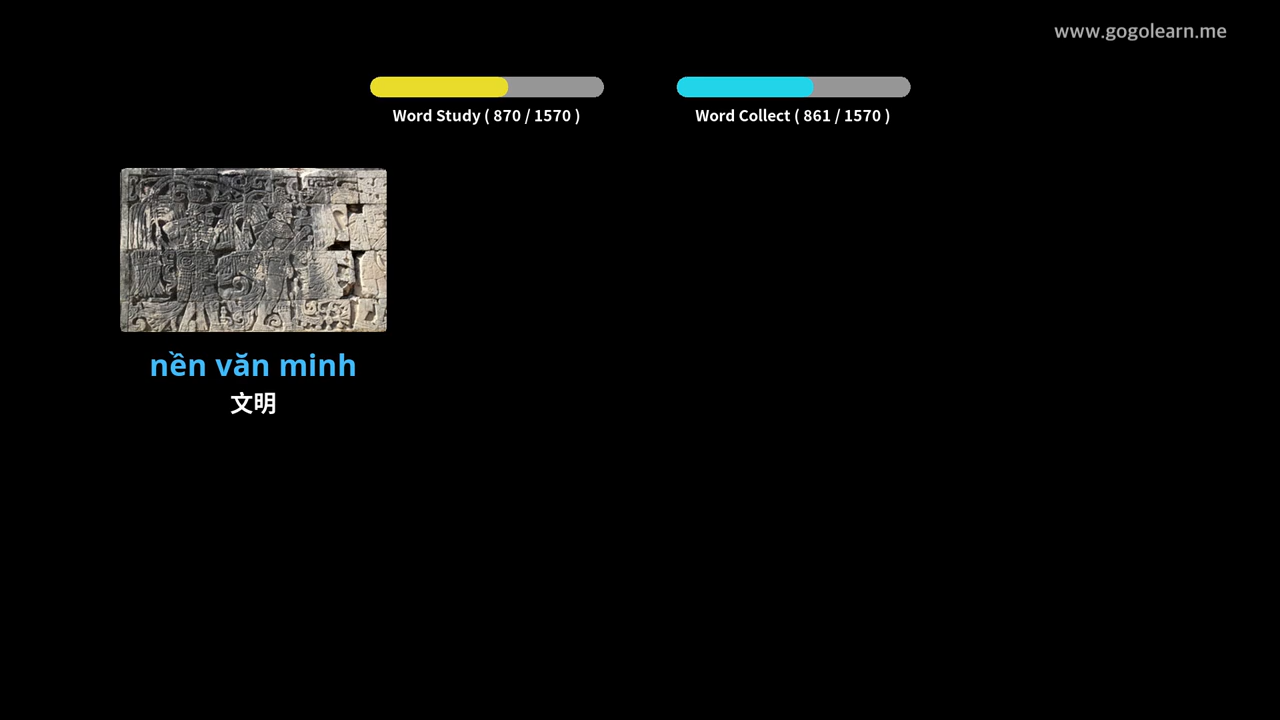 www.gogolearn.me
Word Study ( 870 / 1570 )
Word Collect ( 861 / 1570 )
nền văn minh
文明